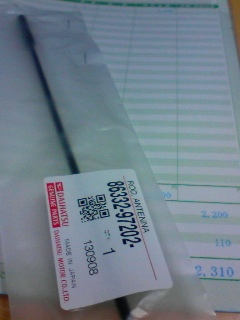 ROD, ANTENNA
86332-97202-
QTY. 1
130908
DAIHATSU
GENUINE PARTS
MADE IN JAPAN
DAIHATSU MOTOR CO.,LTD.
2,200
110
2,310